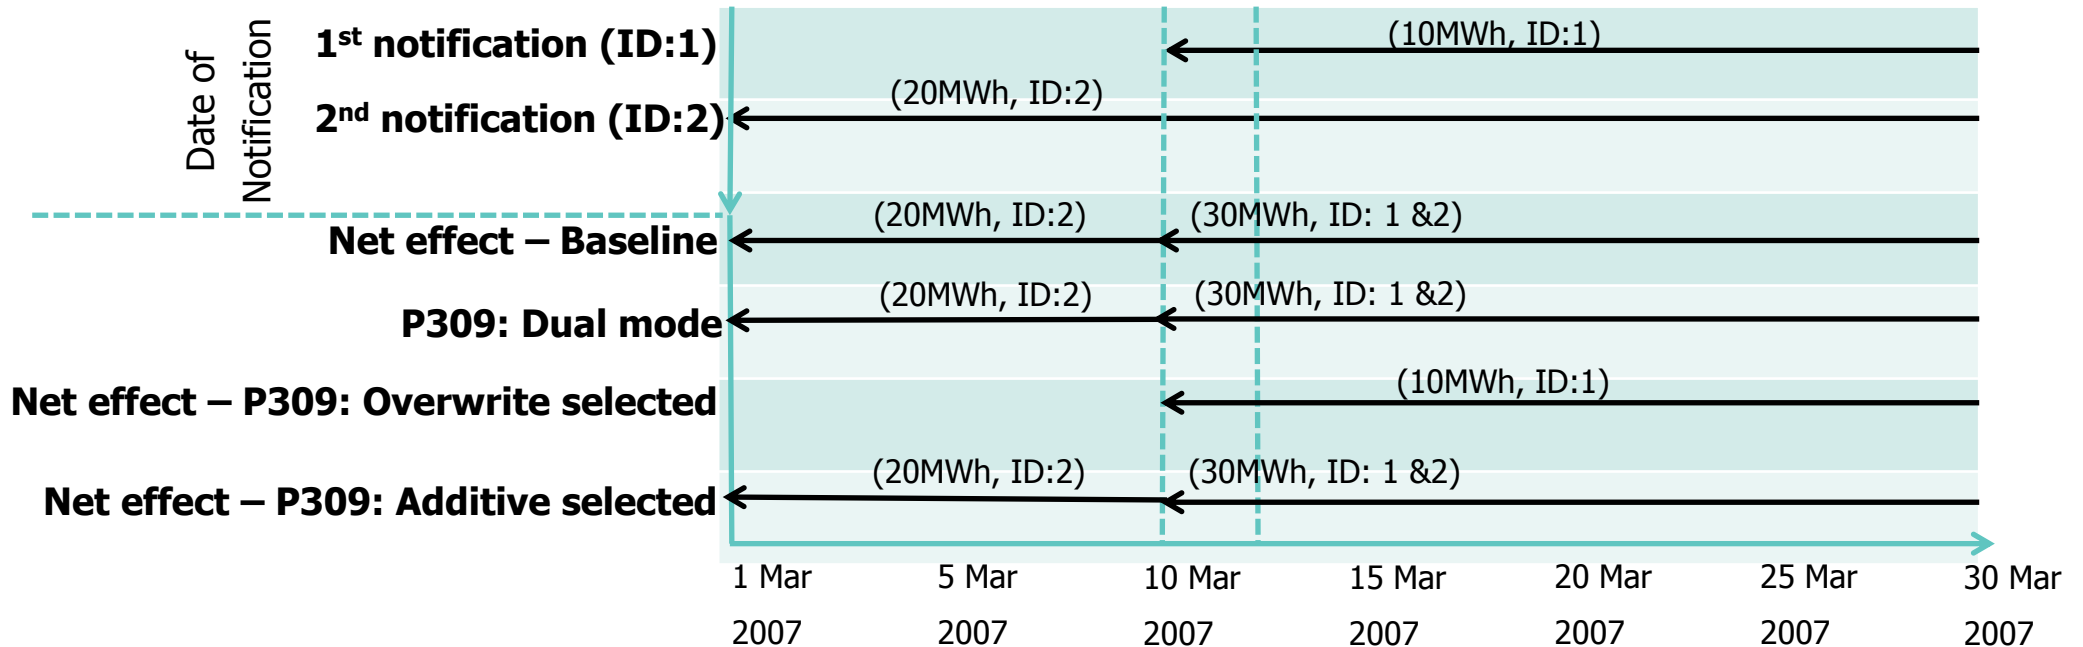 Date of
Notification
1st notification (ID:1)
(10MWh, ID:1)
2nd notification (ID:2)
(20MWh, ID:2)
Net effect – Baseline
(20MWh, ID:2)
(30MWh, ID: 1 &2)
P309: Dual mode
(20MWh, ID:2)
(30MWh, ID: 1 &2)
Net effect – P309: Overwrite selected
(10MWh, ID:1)
Net effect – P309: Additive selected
(20MWh, ID:2)
(30MWh, ID: 1 &2)
1 Mar
2007
5 Mar
2007
10 Mar
2007
15 Mar
2007
20 Mar
2007
25 Mar
2007
30 Mar
2007